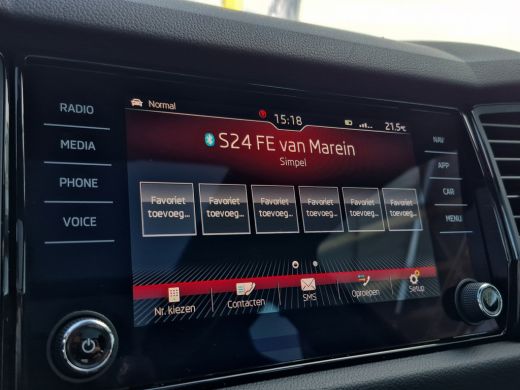 RADIO
MEDIA
PHONE
VOICE
Normal
15:18
21.5°C
S24 FE van Marein
Simpel
Favoriet toevoeg...
Favoriet toevoeg...
Favoriet toevoeg...
Favoriet toevoeg...
Favoriet toevoeg...
Favoriet toevoeg...
Nr. kiezen
Contacten
SMS
Oproepen
Setup
NAV
APP
CAR
MENU